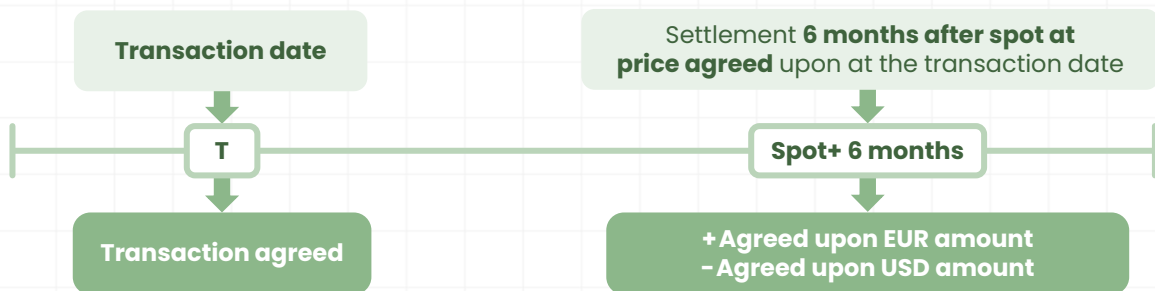 Transaction date
Settlement 6 months after spot at
price agreed upon at the transaction date
T
Spot+ 6 months
Transaction agreed
+Agreed upon EUR amount
-Agreed upon USD amount